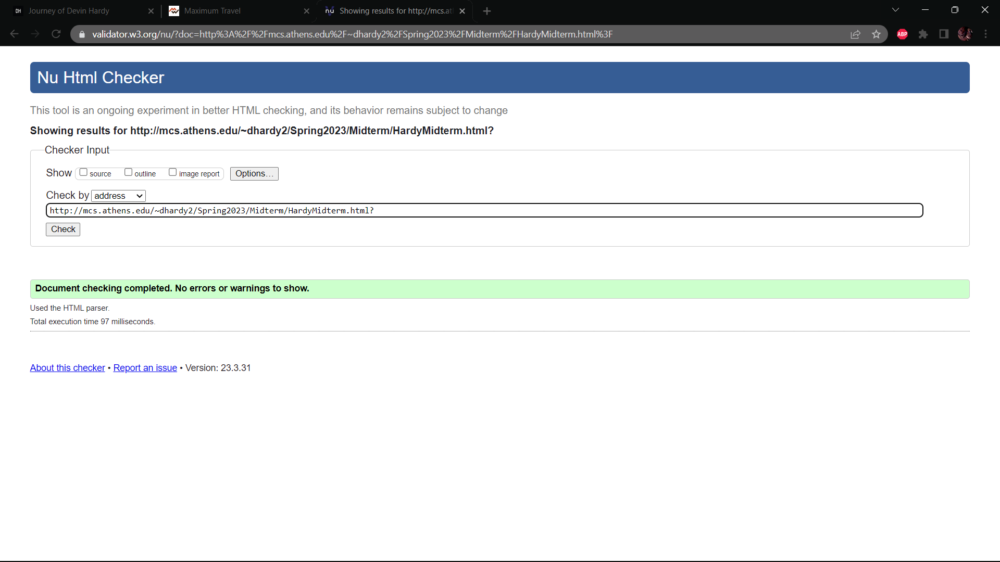 DH Journey of Devin Hardy
Maximum Travel
nu Showing results for http://mcs.at
validator.w3.org/nu/?doc=http%3A%2F%2Fmcs.athens.edu%2F~dhardy2%2FSpring2023%2FMidterm%2FHardyMidterm.html%3F
ABP
Nu Html Checker
This tool is an ongoing experiment in better HTML checking, and its behavior remains subject to change
Showing results for http://mcs.athens.edu/~dhardy2/Spring2023/Midterm/HardyMidterm.html?
Checker Input
Show source outline image report Options...
Check by address
http://mcs.athens.edu/~dhardy2/Spring2023/Midterm/HardyMidterm.html?
Check
Document checking completed. No errors or warnings to show.
Used the HTML parser.
Total execution time 97 milliseconds.
About this checker • Report an issue • Version: 23.3.31